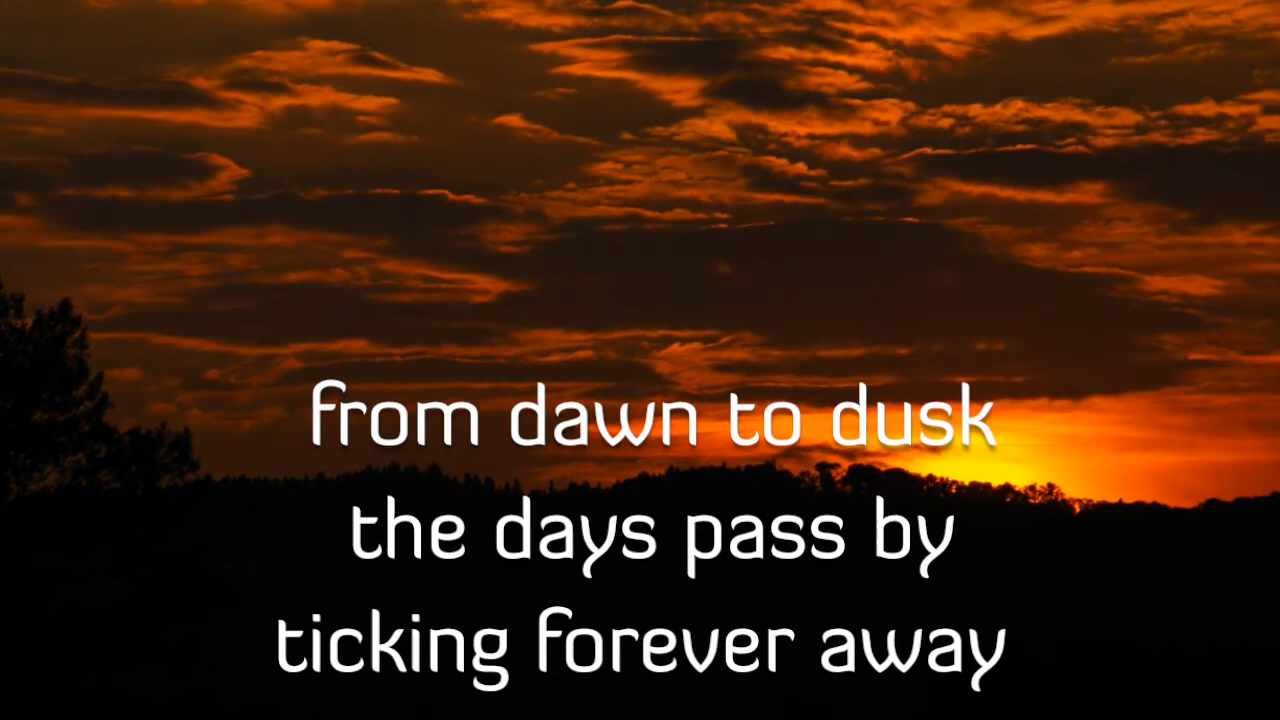 from dawn to dusk
the days pass by
ticking forever away